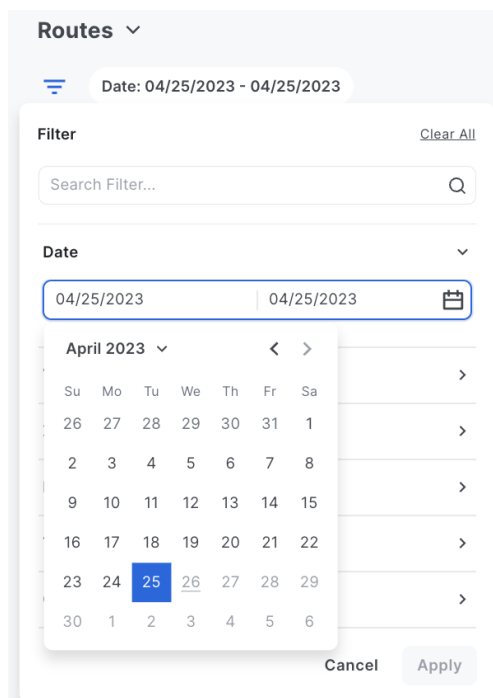 Routes
Date: 04/25/2023 - 04/25/2023
Filter
Clear All
Search Filter...
Date
04/25/2023 04/25/2023
April 2023
Su Mo Tu We Th Fr Sa
26 27 28 29 30 31 1
2 3 4 5 6 7 8
9 10 11 12 13 14 15
16 17 18 19 20 21 22
23 24 25 26 27 28 29
30 1 2 3 4 5 6
Cancel Apply